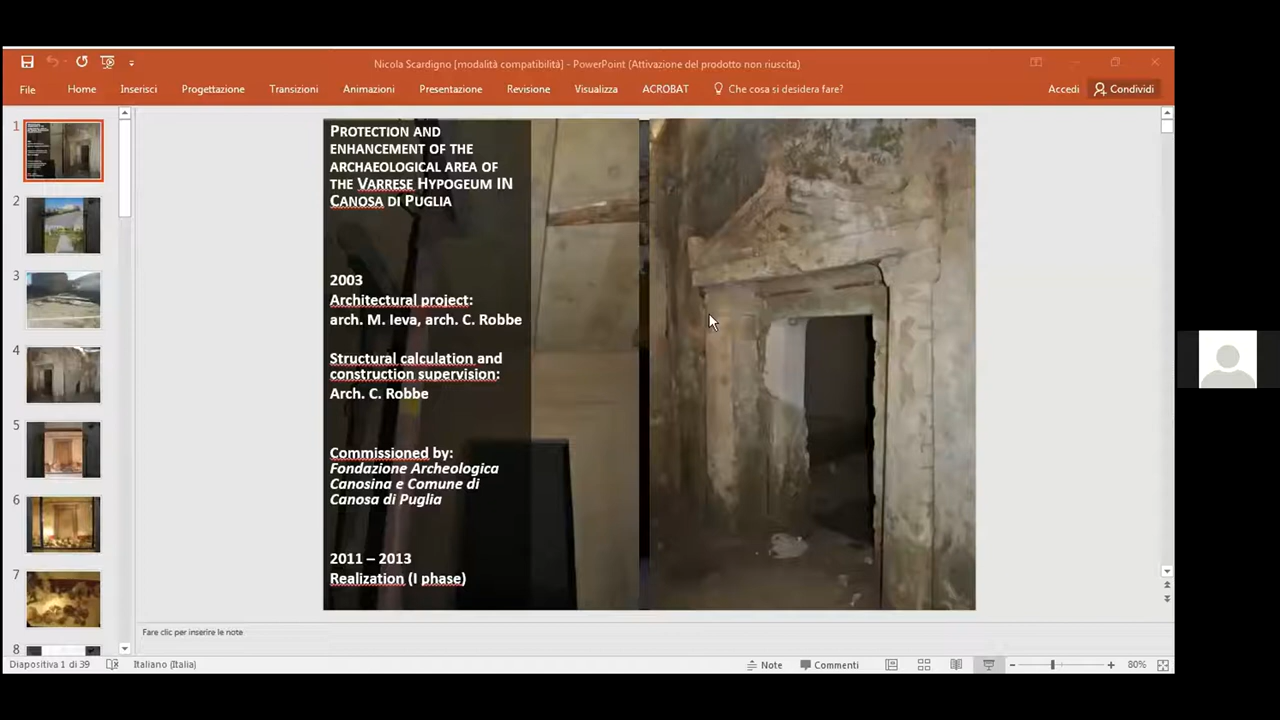 Nicola Scardigno [modalità compatibilità] - PowerPoint (Attivazione del prodotto non riuscita)
File Home Inserisci Progettazione Transizioni Animazioni Presentazione Revisione Visualizza ACROBAT Che cosa si desidera fare? Accedi Condividi
1
2
3
4
5
6
7
8
PROTECTION AND
ENHANCEMENT OF THE
ARCHAEOLOGICAL AREA OF
THE VARRESE HYPOGEUM IN
CANOSA DI PUGLIA
2003
Architectural project:
arch. M. Ieva, arch. C. Robbe
Structural calculation and
construction supervision:
Arch. C. Robbe
Commissioned by:
Fondazione Archeologica
Canosina e Comune di
Canosa di Puglia
2011 – 2013
Realization (I phase)
Fare clic per inserire le note
Diapositiva 1 di 39 Italiano (Italia) Note Commenti 80%